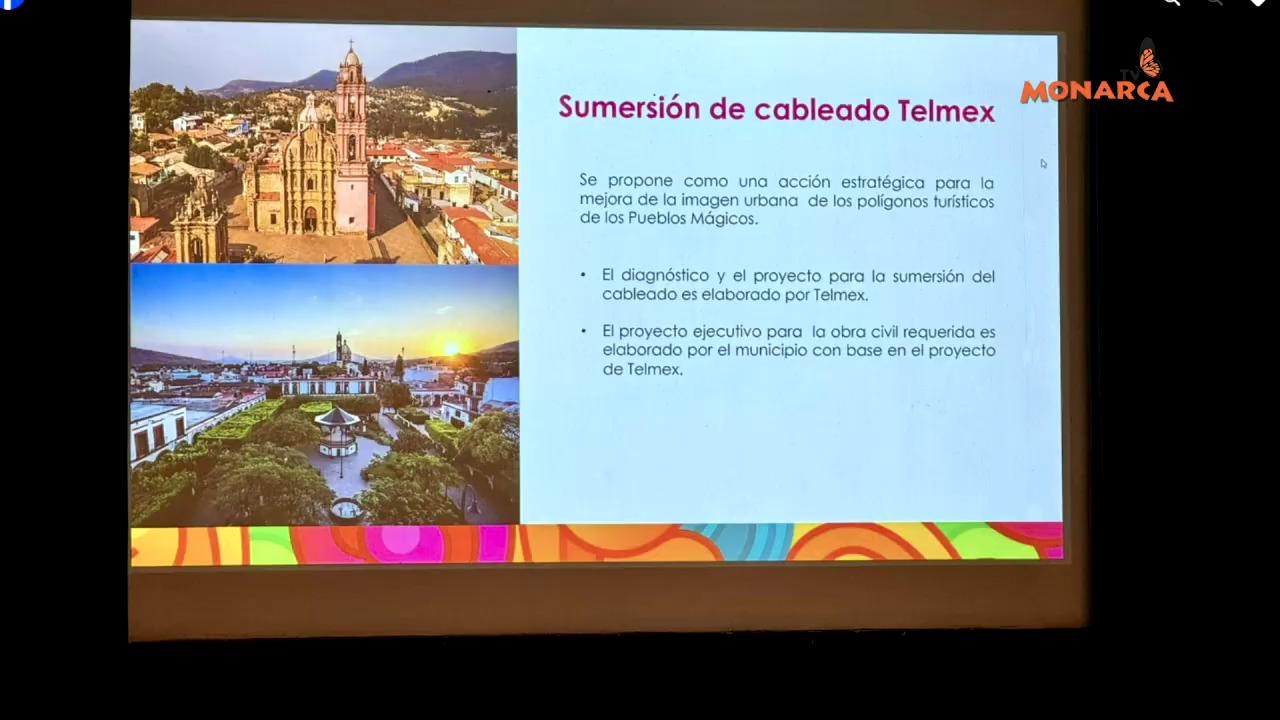 TV
MONARCA
Sumersión de cableado Telmex
Se propone como una acción estratégica para la
mejora de la imagen urbana de los polígonos turísticos
de los Pueblos Mágicos.
• El diagnóstico y el proyecto para la sumersión del
cableado es elaborado por Telmex.
• El proyecto ejecutivo para la obra civil requerida es
elaborado por el municipio con base en el proyecto
de Telmex.